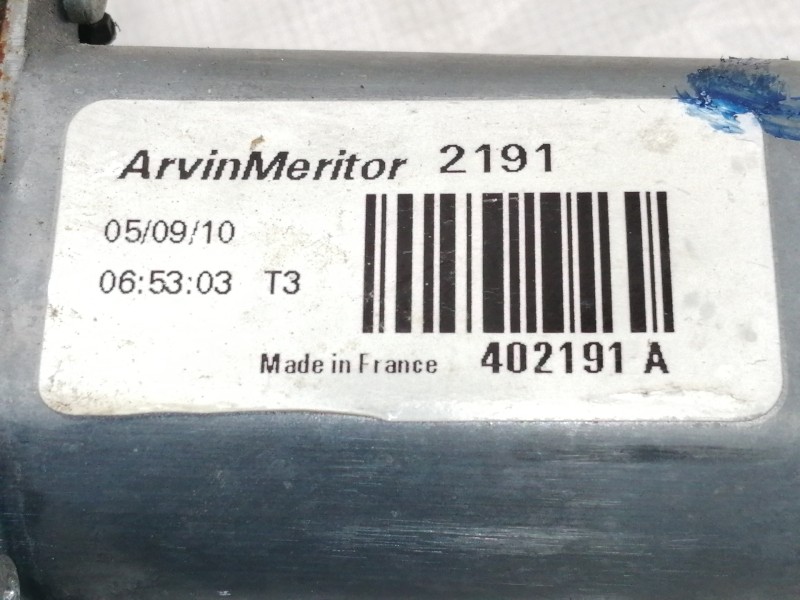 ArvinMeritor 2191
05/09/10
06:53:03 T3
Made in France 402191 A